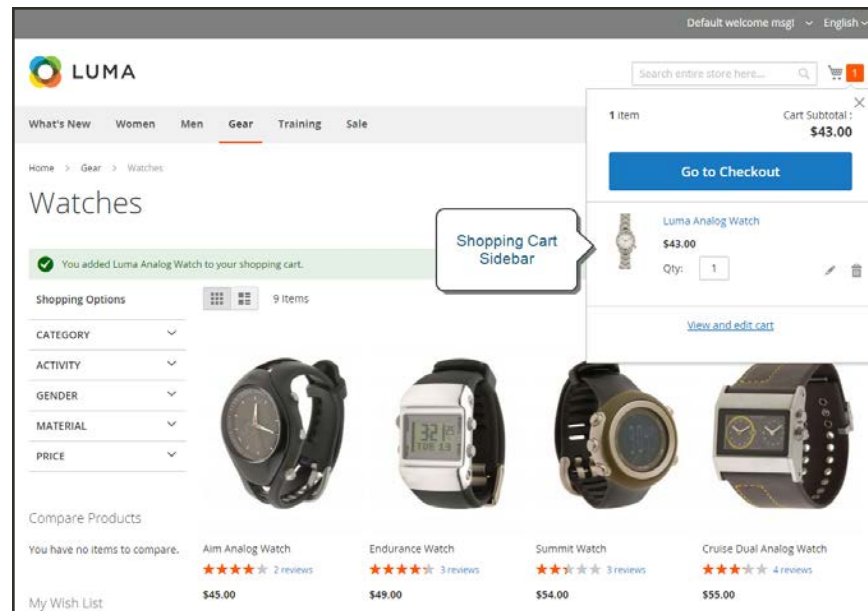 Default welcome msg! English
LUMA
Search entire store here...
1
What's New Women Men Gear Training Sale
1 item
Cart Subtotal :
$43.00
Go to Checkout
Home > Gear > Watches
Watches
Luma Analog Watch
$43.00
Qty: 1
Shopping Cart
Sidebar
You added Luma Analog Watch to your shopping cart.
View and edit cart
Shopping Options
9 Items
CATEGORY
ACTIVITY
GENDER
MATERIAL
PRICE
Compare Products
You have no items to compare.
My Wish List
Aim Analog Watch
2 reviews
$45.00
Endurance Watch
3 reviews
$49.00
Summit Watch
3 reviews
$54.00
Cruise Dual Analog Watch
4 reviews
$55.00